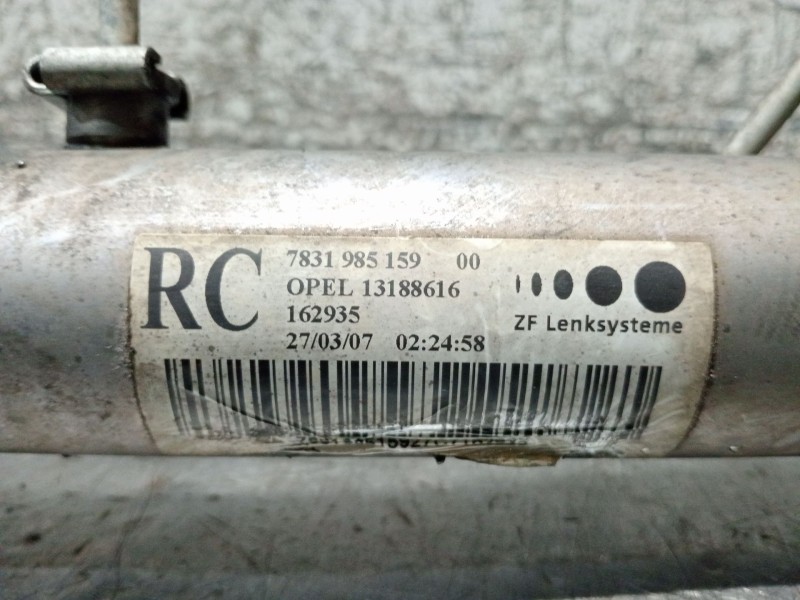 RC
7831 985 159 00
OPEL 13188616
162935
27/03/07 02:24:58
ZF Lenksysteme